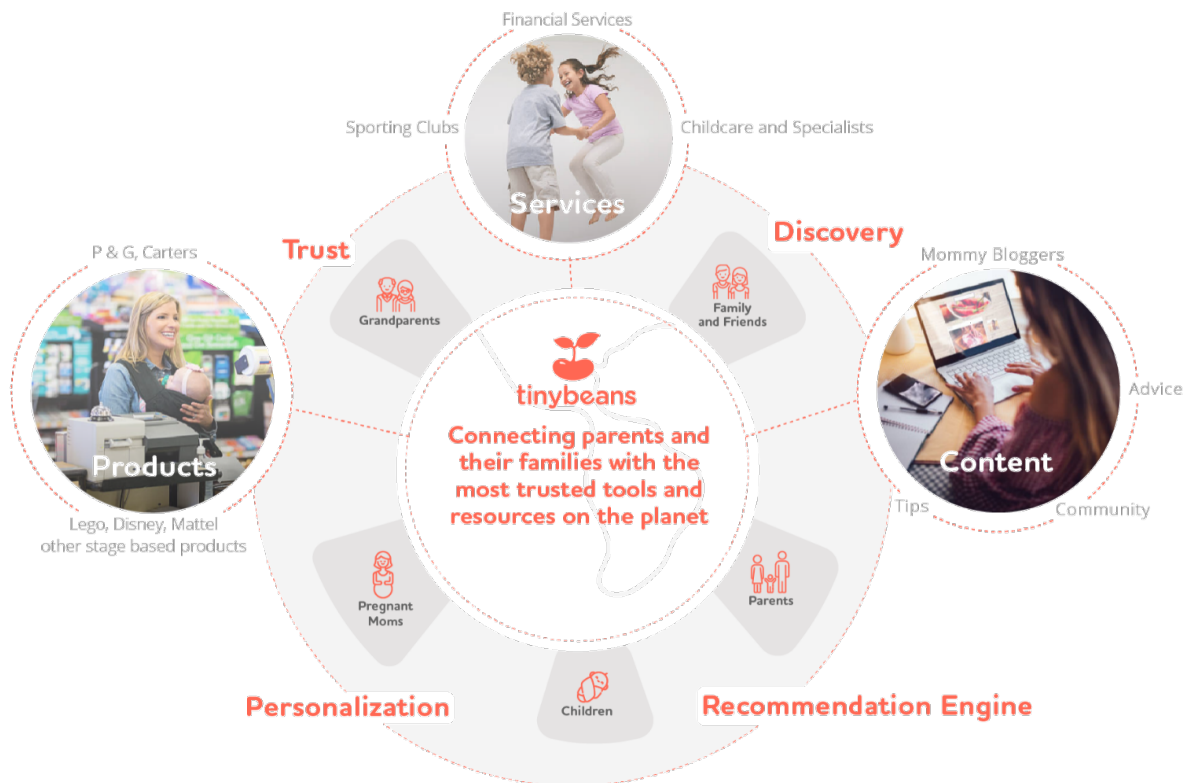 Financial Services
Sporting Clubs
Childcare and Specialists
Services
Trust
Discovery
P & G, Carters
Mommy Bloggers
Grandparents
Family
and Friends
tinybeans
Connecting parents and
their families with the
most trusted tools and
resources on the planet
Products
Lego, Disney, Mattel
other stage based products
Content
Advice
Tips
Community
Pregnant
Moms
Parents
Children
Personalization
Recommendation Engine